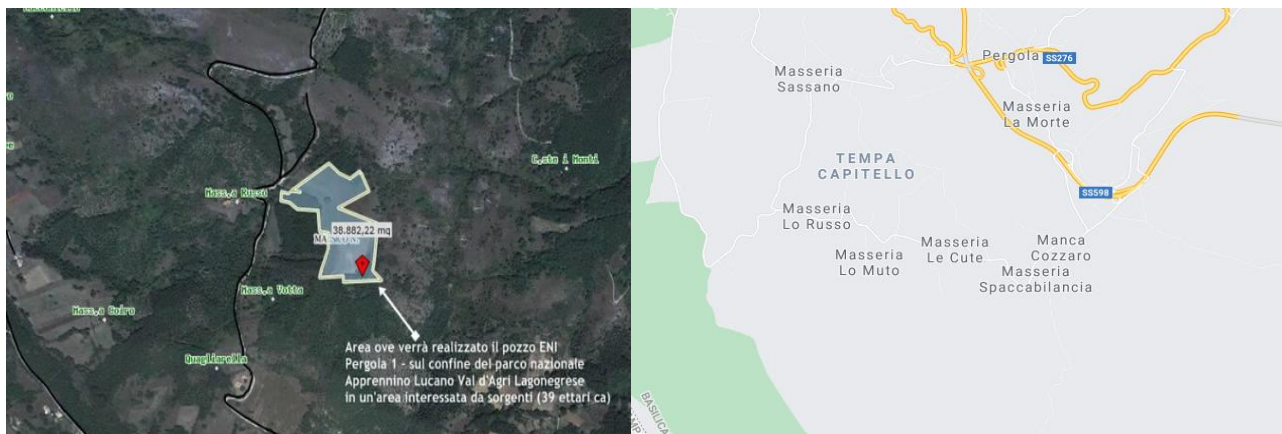 Mass.a Russo
C.ste i Monti
38.882,22 mq
Mass.a Votta
Mass.a Coiro
Quagliarella
Area ove verrà realizzato il pozzo ENI
Pergola 1 - sul confine del parco nazionale
Apprennino Lucano Val d'Agri Lagonegrese
in un'area interessata da sorgenti (39 ettari ca)
Pergola
SS276
Masseria
Sassano
Masseria
La Morte
TEMPA
CAPITELLO
SS598
Masseria
Lo Russo
Masseria
Lo Muto
Masseria
Le Cute
Manca
Cozzaro
Masseria
Spaccabilancia